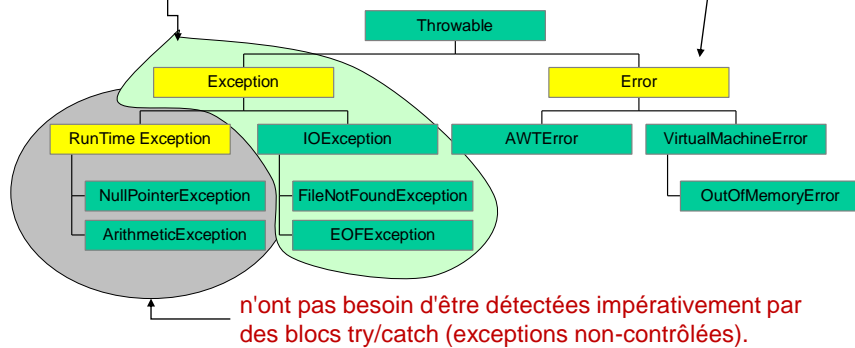 Throwable
Exception
Error
RunTime Exception
IOException
AWTError
VirtualMachineError
NullPointerException
FileNotFoundException
OutOfMemoryError
ArithmeticException
EOFException
n'ont pas besoin d'être détectées impérativement par
des blocs try/catch (exceptions non-contrôlées).